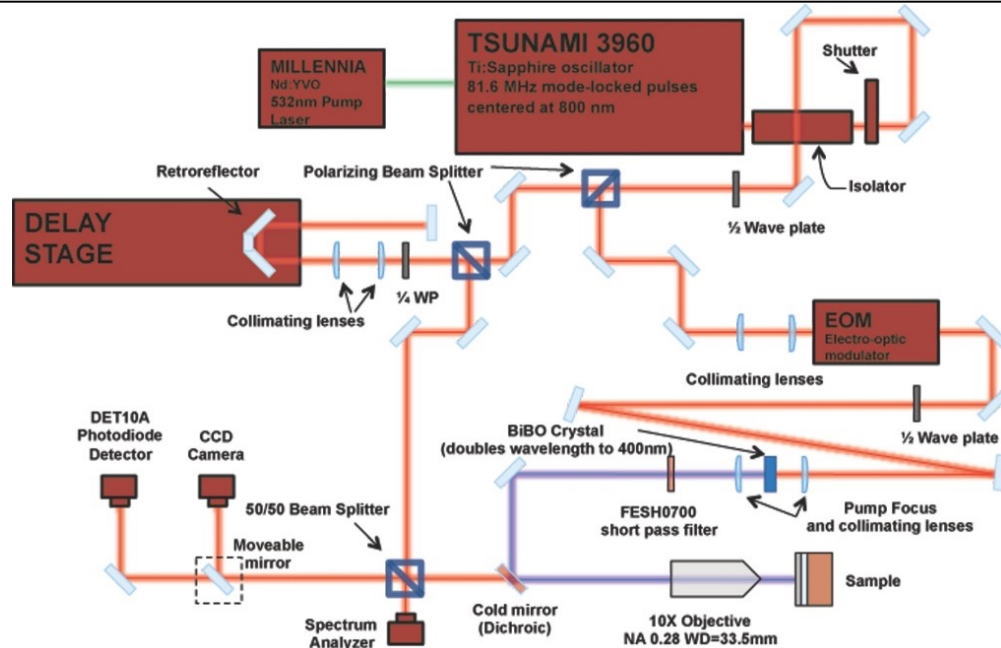 TSUNAMI 3960
Ti:Sapphire oscillator
81.6 MHz mode-locked pulses
centered at 800 nm
MILLENNIA
Nd:YVO
532nm Pump
Laser
Shutter
Isolator
Retroreflector
Polarizing Beam Splitter
½ Wave plate
DELAY
STAGE
¼ WP
Collimating lenses
EOM
Electro-optic
modulator
Collimating lenses
½ Wave plate
DET10A
Photodiode
Detector
CCD
Camera
BiBO Crystal
(doubles wavelength to 400nm)
50/50 Beam Splitter
FESH0700
short pass filter
Pump Focus
and collimating lenses
Moveable
mirror
Sample
Cold mirror
(Dichroic)
Spectrum
Analyzer
10X Objective
NA 0.28 WD=33.5mm